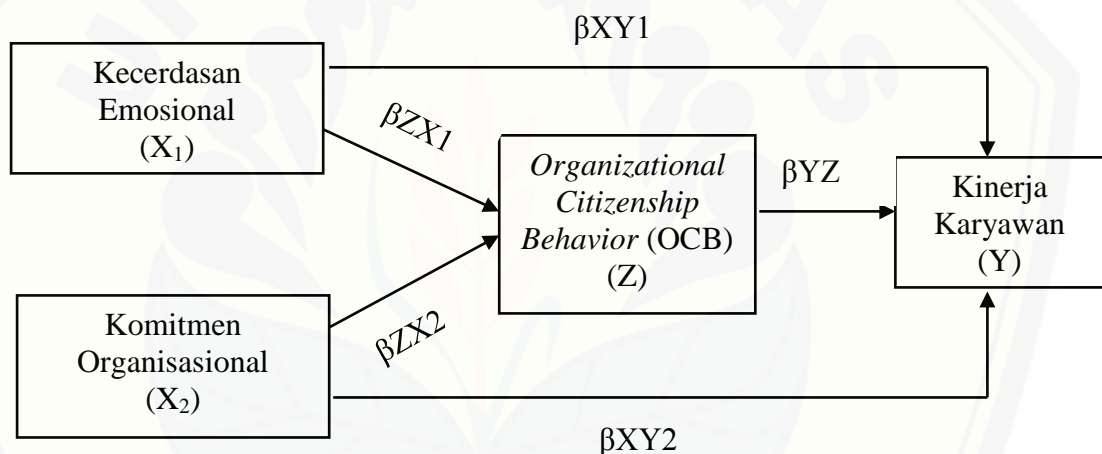 βXY1
Kecerdasan
Emosional
(X₁)
βZX1
Organizational
Citizenship
Behavior (OCB)
(Z)
βYZ
Kinerja
Karyawan
(Y)
βZX2
Komitmen
Organisasional
(X₂)
βXY2